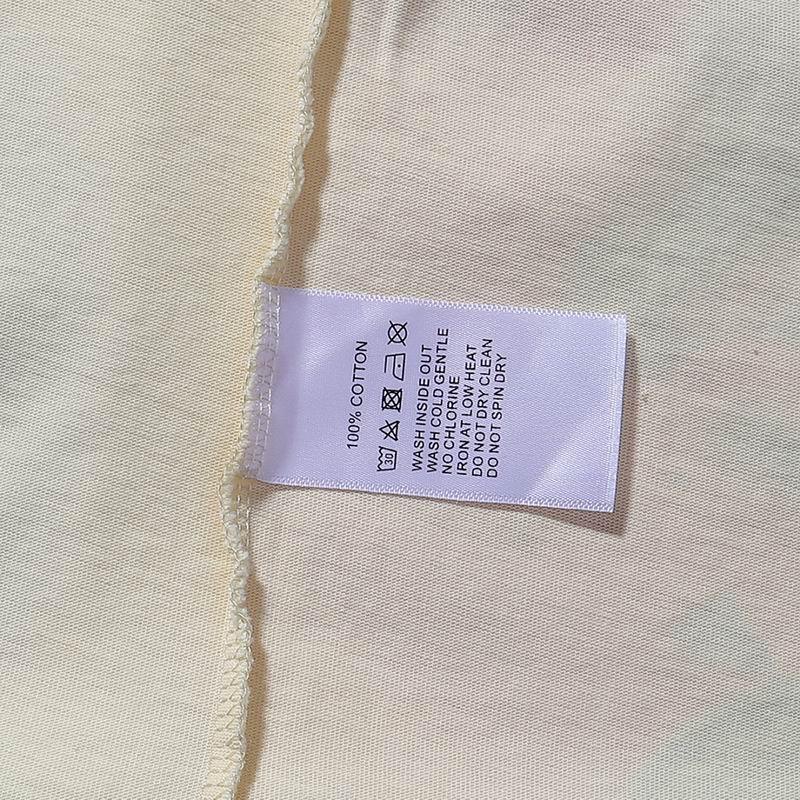 100% COTTON
30
WASH INSIDE OUT
WASH COLD GENTLE
NO CHLORINE
IRON AT LOW HEAT
DO NOT DRY CLEAN
DO NOT SPIN DRY